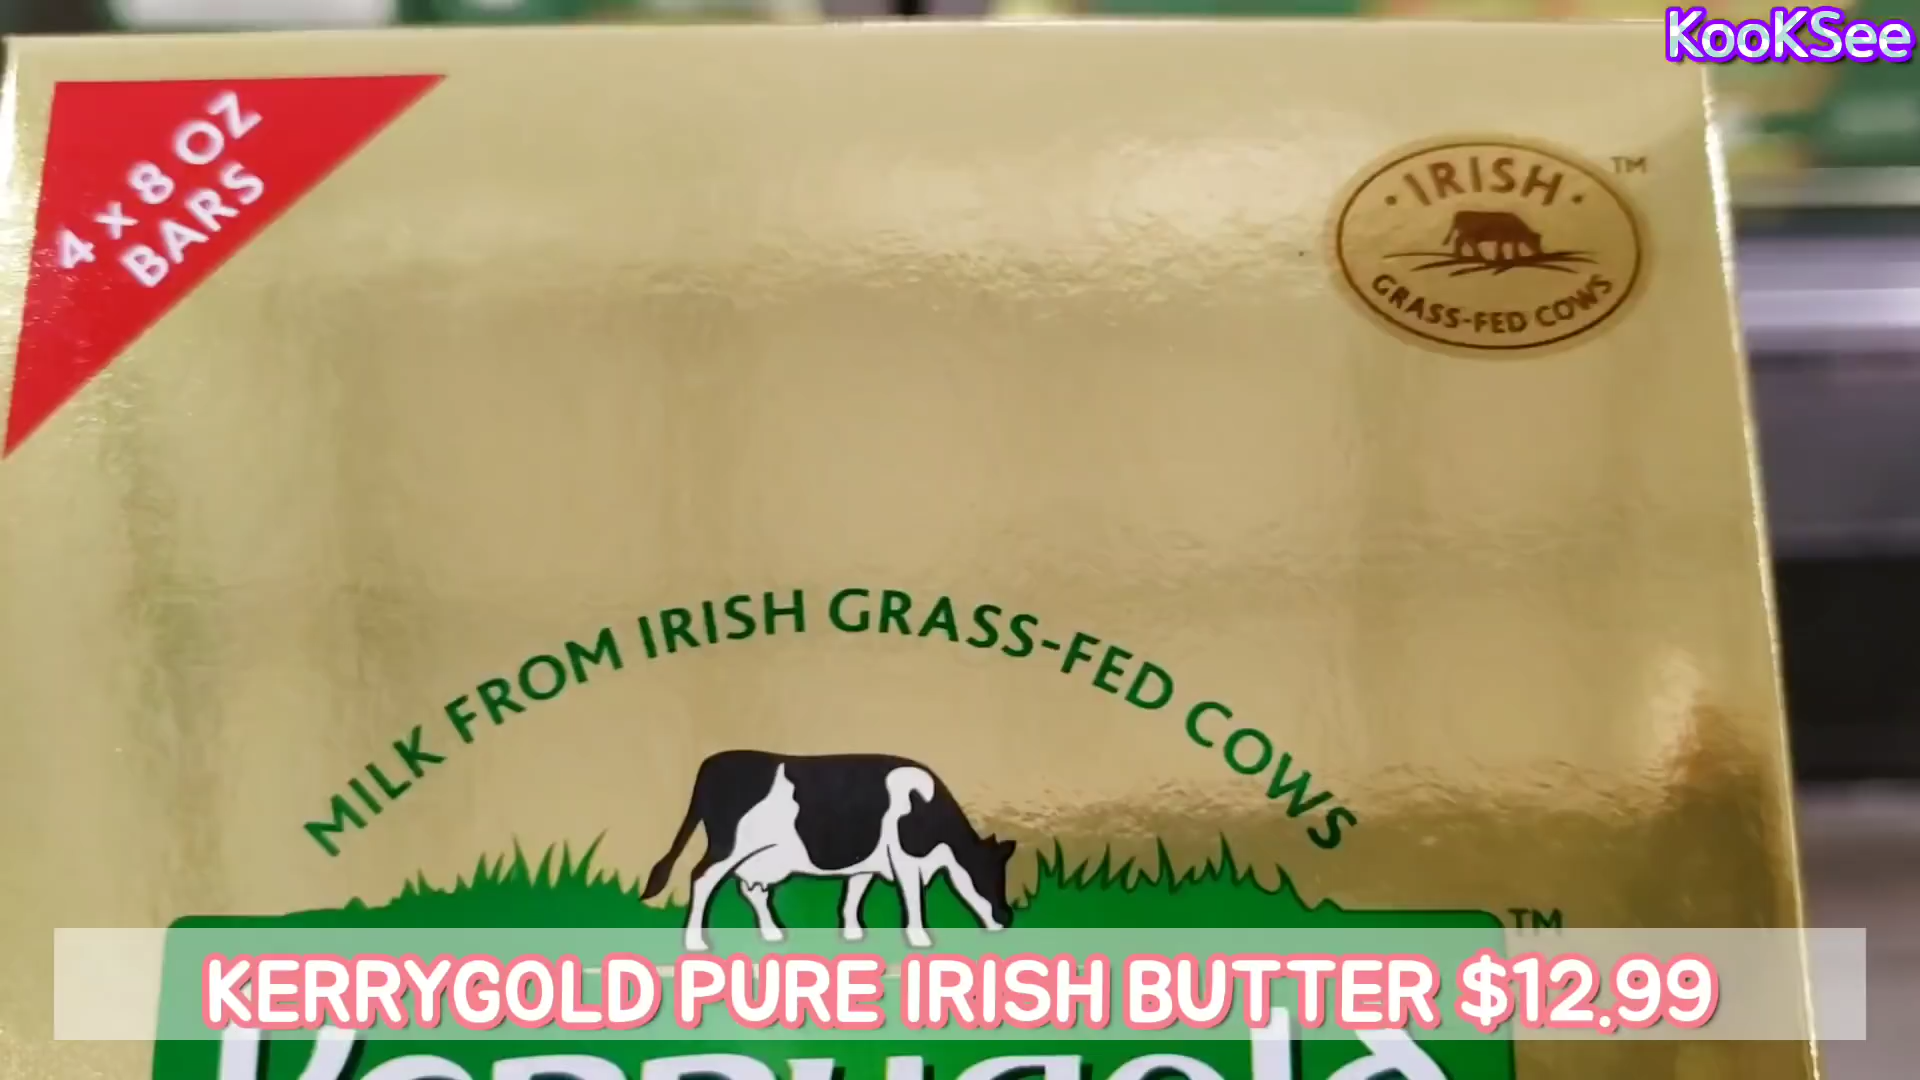 KooKSee
4 x 8 OZ
BARS
· IRISH ·
TM
GRASS-FED COWS
MILK FROM IRISH GRASS-FED COWS
TM
KERRYGOLD PURE IRISH BUTTER $12.99
Kerrygold